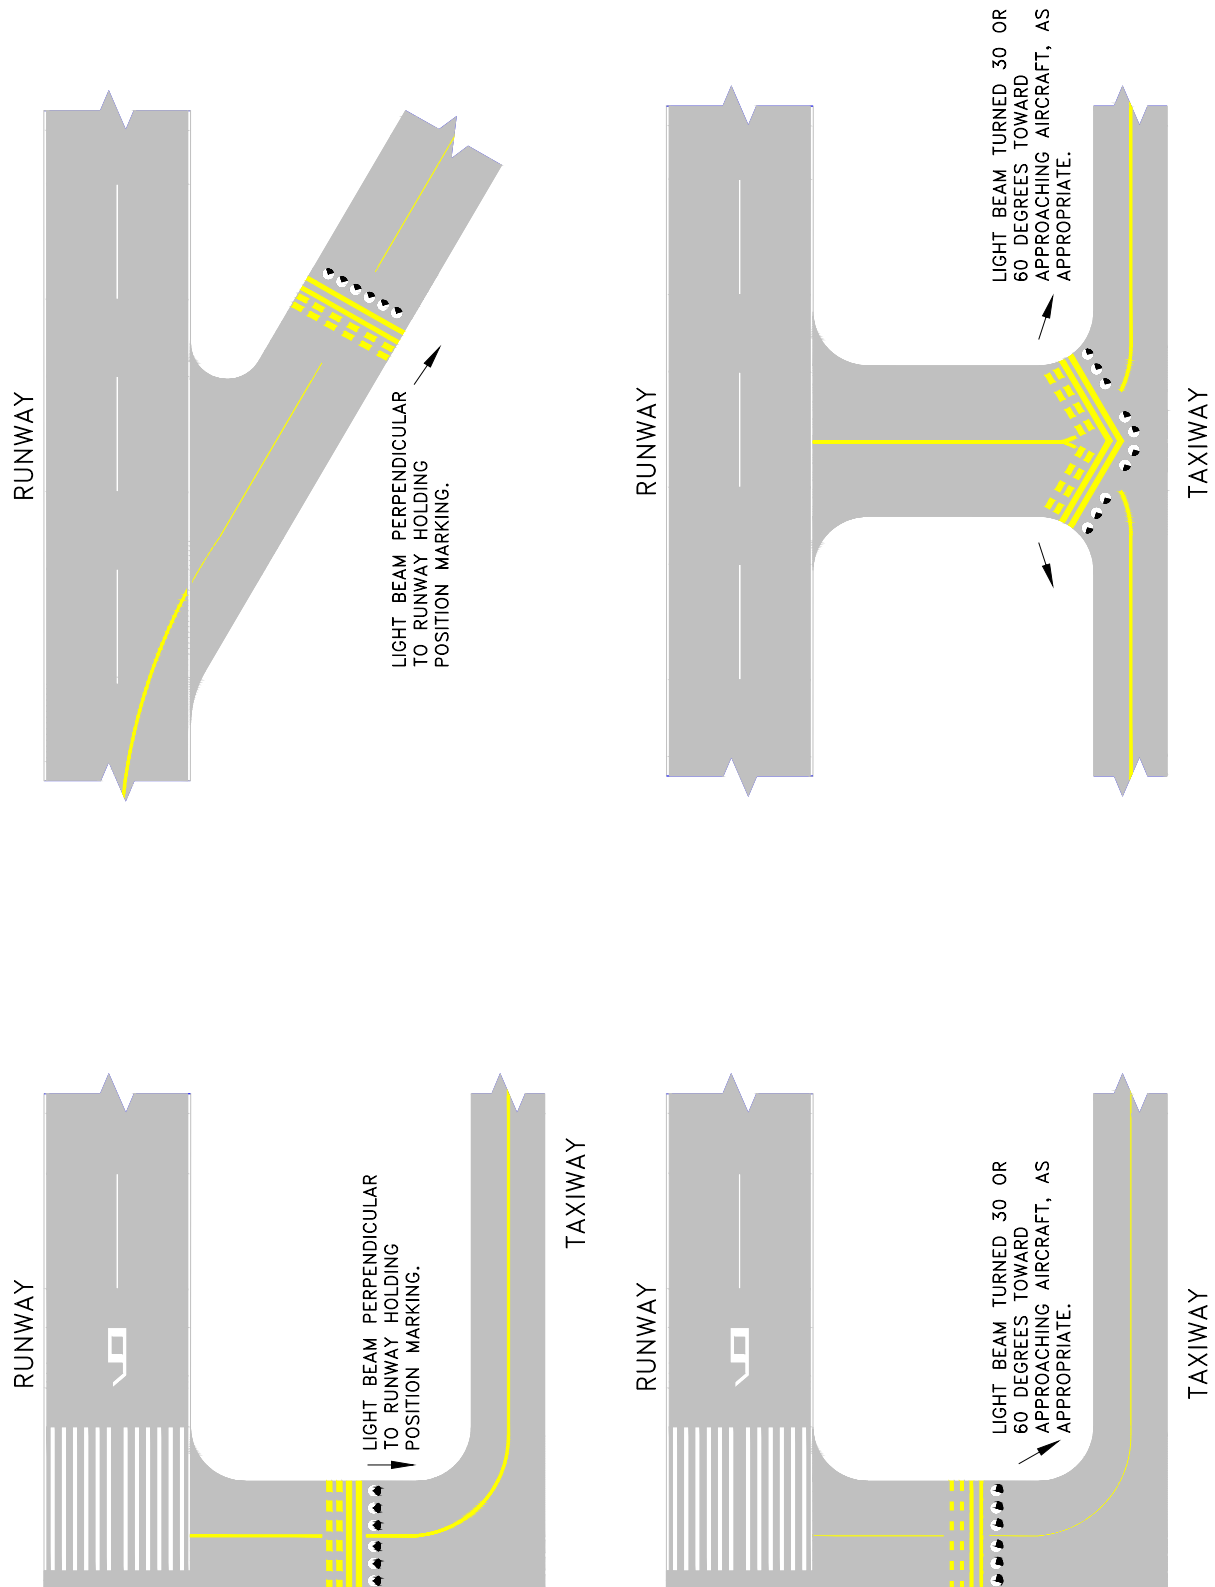 RUNWAY
9
LIGHT BEAM PERPENDICULAR
TO RUNWAY HOLDING
POSITION MARKING.
TAXIWAY
RUNWAY
LIGHT BEAM PERPENDICULAR
TO RUNWAY HOLDING
POSITION MARKING.
RUNWAY
9
LIGHT BEAM TURNED 30 OR
60 DEGREES TOWARD
APPROACHING AIRCRAFT, AS
APPROPRIATE.
TAXIWAY
RUNWAY
LIGHT BEAM TURNED 30 OR
60 DEGREES TOWARD
APPROACHING AIRCRAFT, AS
APPROPRIATE.
TAXIWAY